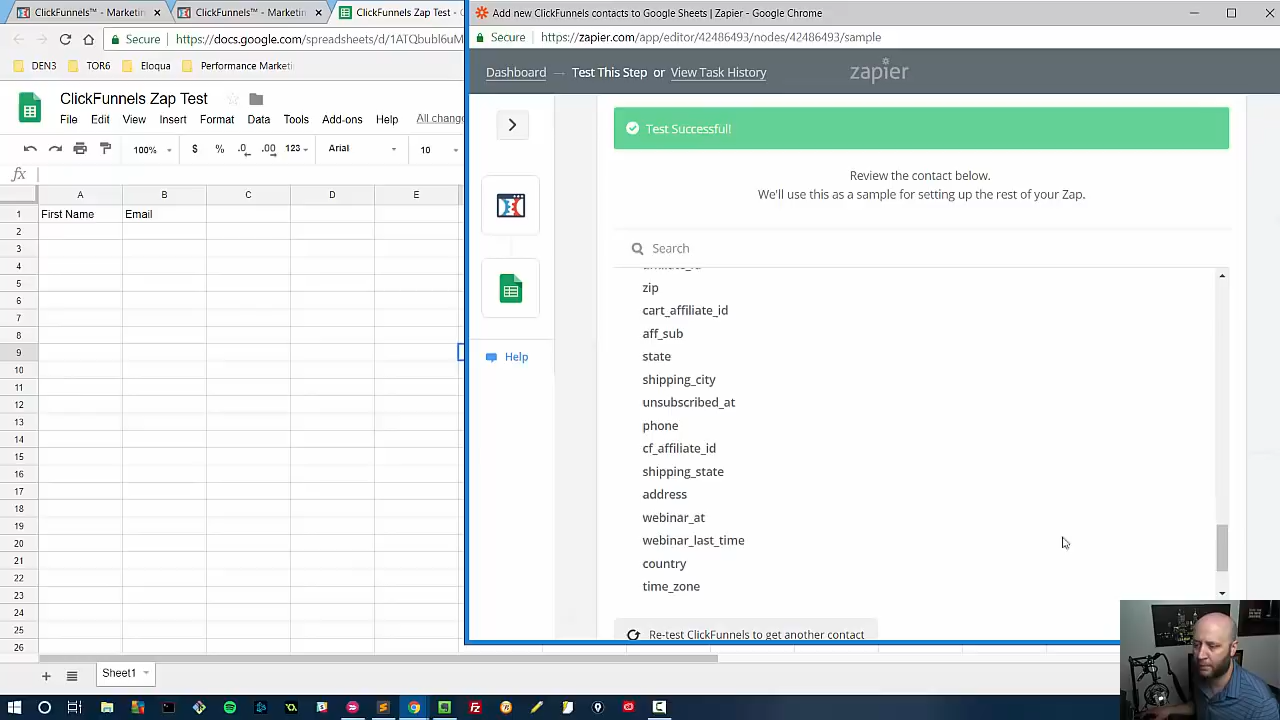 ClickFunnels™ - Marketin
ClickFunnels™ - Marketin
ClickFunnels Zap Test -
Add new ClickFunnels contacts to Google Sheets | Zapier - Google Chrome
Secure
https://docs.google.com/spreadsheets/d/1ATQbubl6uM
Secure
https://zapier.com/app/editor/42486493/nodes/42486493/sample
DEN3
TOR6
Eloqua
Performance Marketi
Dashboard
Test This Step or View Task History
zapier
ClickFunnels Zap Test
File Edit View Insert Format Data Tools Add-ons Help All change
100% $ % .0 .00 123 Arial 10
fx
A B C D E
1 First Name Email
2
3
4
5
6
7
8
9
10
11
12
13
14
15
16
17
18
19
20
21
22
23
24
25
26
Sheet1
Help
Test Successful!
Review the contact below.
We'll use this as a sample for setting up the rest of your Zap.
Search
zip
cart_affiliate_id
aff_sub
state
shipping_city
unsubscribed_at
phone
cf_affiliate_id
shipping_state
address
webinar_at
webinar_last_time
country
time_zone
Re-test ClickFunnels to get another contact